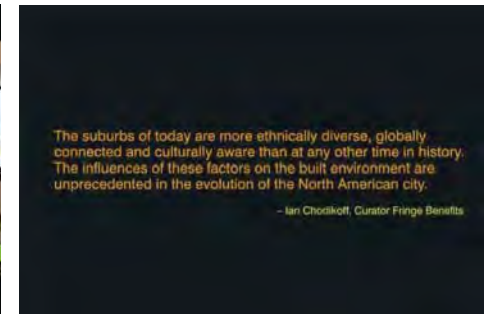 The suburbs of today are more ethnically diverse, globally
connected and culturally aware than at any other time in history.
The influences of these factors on the built environment are
unprecedented in the evolution of the North American city.
– Ian Chodikoff, Curator Fringe Benefits